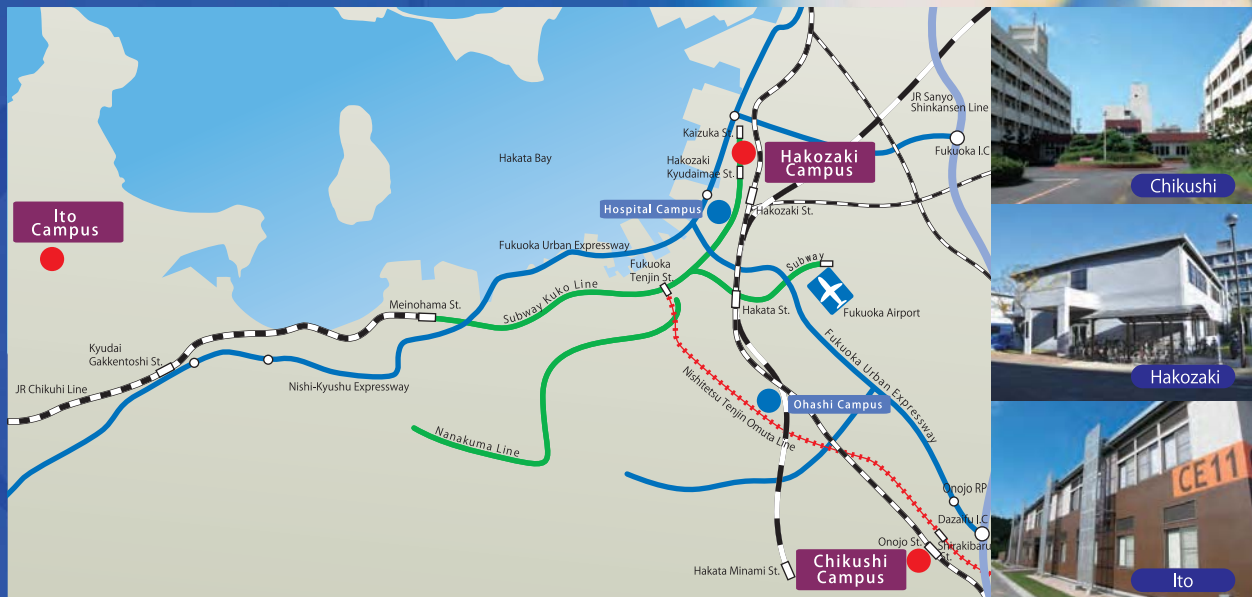 JR Sanyo
Shinkansen Line
Kaizuka St.
Hakozaki
Campus
Fukuoka I.C
Hakata Bay
Hakozaki
Kyudaimae St.
Chikushi
Ito
Campus
Hospital Campus
Hakozaki St.
Fukuoka Urban Expressway
Subway
Fukuoka
Tenjin St.
Meinohama St.
Subway Kuko Line
Hakata St.
Fukuoka Airport
Kyudai
Gakkentoshi St.
JR Chikuhi Line
Nishi-Kyushu Expressway
Fukuoka Urban Expressway
Nishitetsu Tenjin Omuta Line
Ohashi Campus
Hakozaki
Nanakuma Line
CE11
Onojo RP
Dazaifu I.C
Onojo St.
Shirakibaru
St.
Chikushi
Campus
Hakata Minami St.
Ito